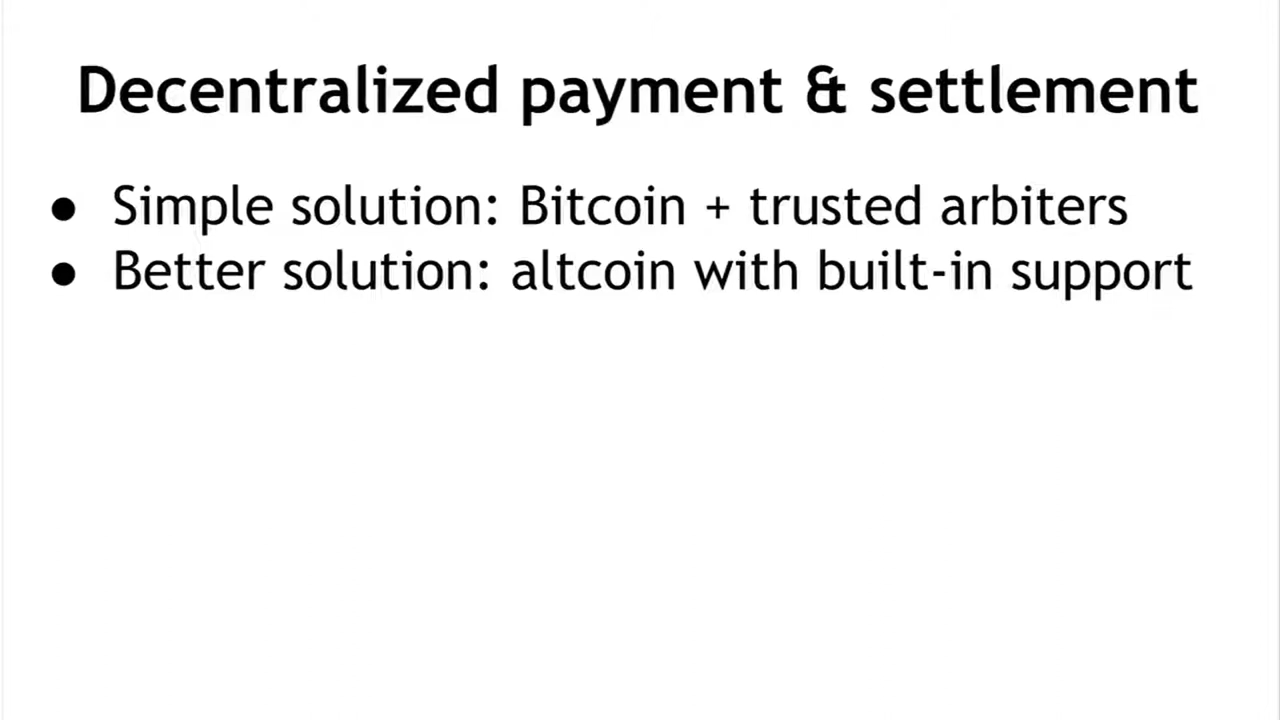 Decentralized payment & settlement
● Simple solution: Bitcoin + trusted arbiters
● Better solution: altcoin with built-in support